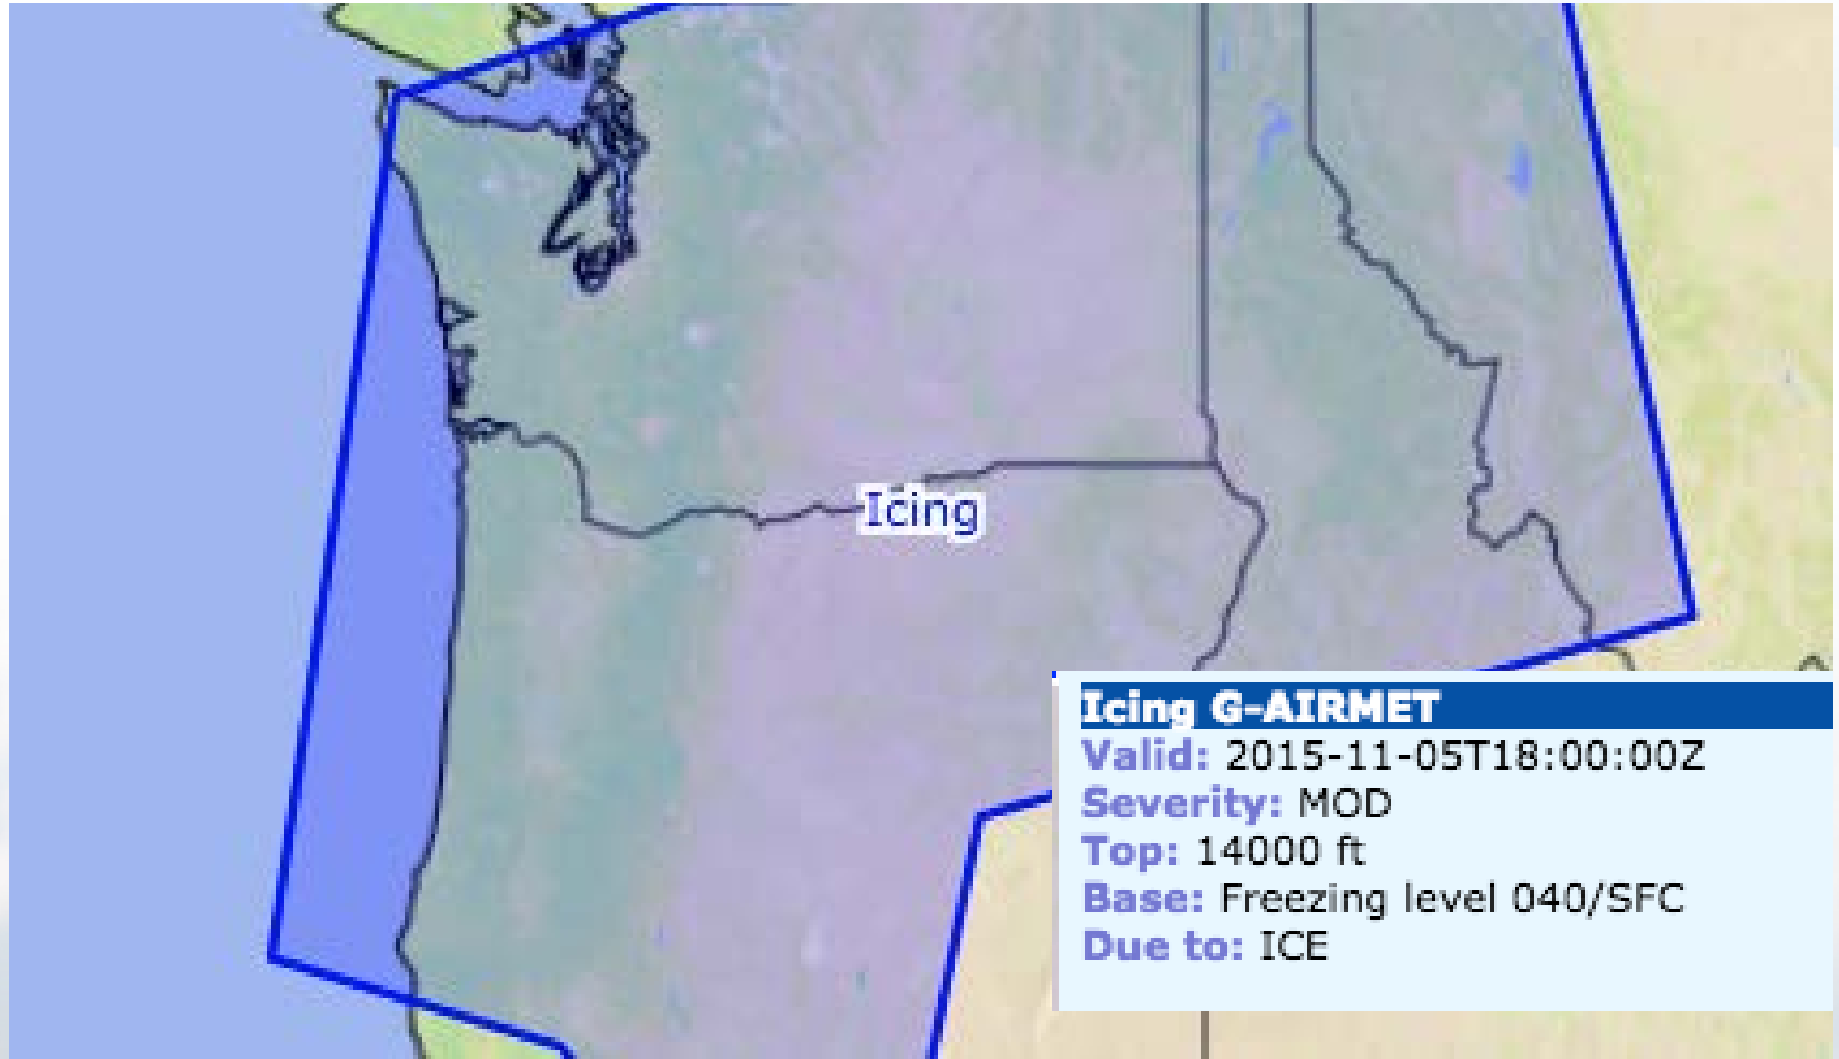 Icing
Icing G-AIRMET
Valid: 2015-11-05T18:00:00Z
Severity: MOD
Top: 14000 ft
Base: Freezing level 040/SFC
Due to: ICE